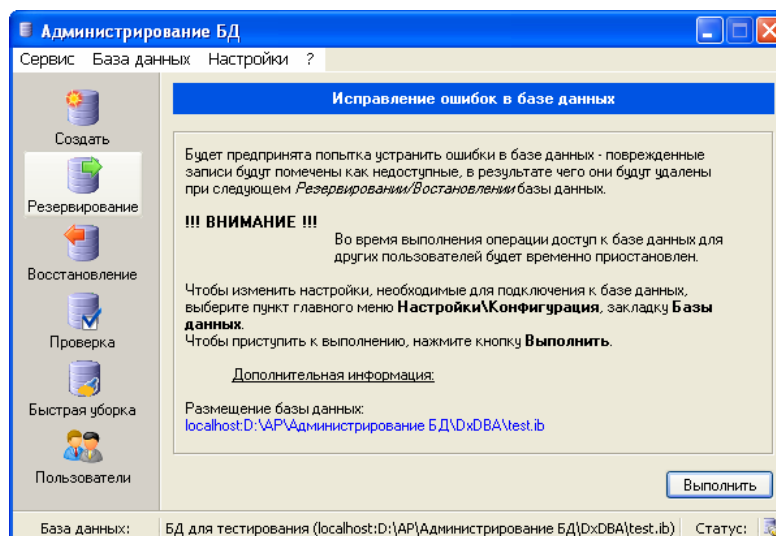 Администрирование БД
Сервис База данных Настройки ?
Создать
Резервирование
Восстановление
Проверка
Быстрая уборка
Пользователи
Исправление ошибок в базе данных
Будет предпринята попытка устранить ошибки в базе данных - поврежденные
записи будут помечены как недоступные, в результате чего они будут удалены
при следующем Резервировании/Востановлении базы данных.
!!! ВНИМАНИЕ !!!
Во время выполнения операции доступ к базе данных для
других пользователей будет временно приостановлен.
Чтобы изменить настройки, необходимые для подключения к базе данных,
выберите пункт главного меню Настройки\Конфигурация, закладку Базы
данных.
Чтобы приступить к выполнению, нажмите кнопку Выполнить.
Дополнительная информация:
Размещение базы данных:
localhost:D:\AP\Администрирование БД\DxDBA\test.ib
Выполнить
База данных: БД для тестирования (localhost:D:\AP\Администрирование БД\DxDBA\test.ib) Статус: